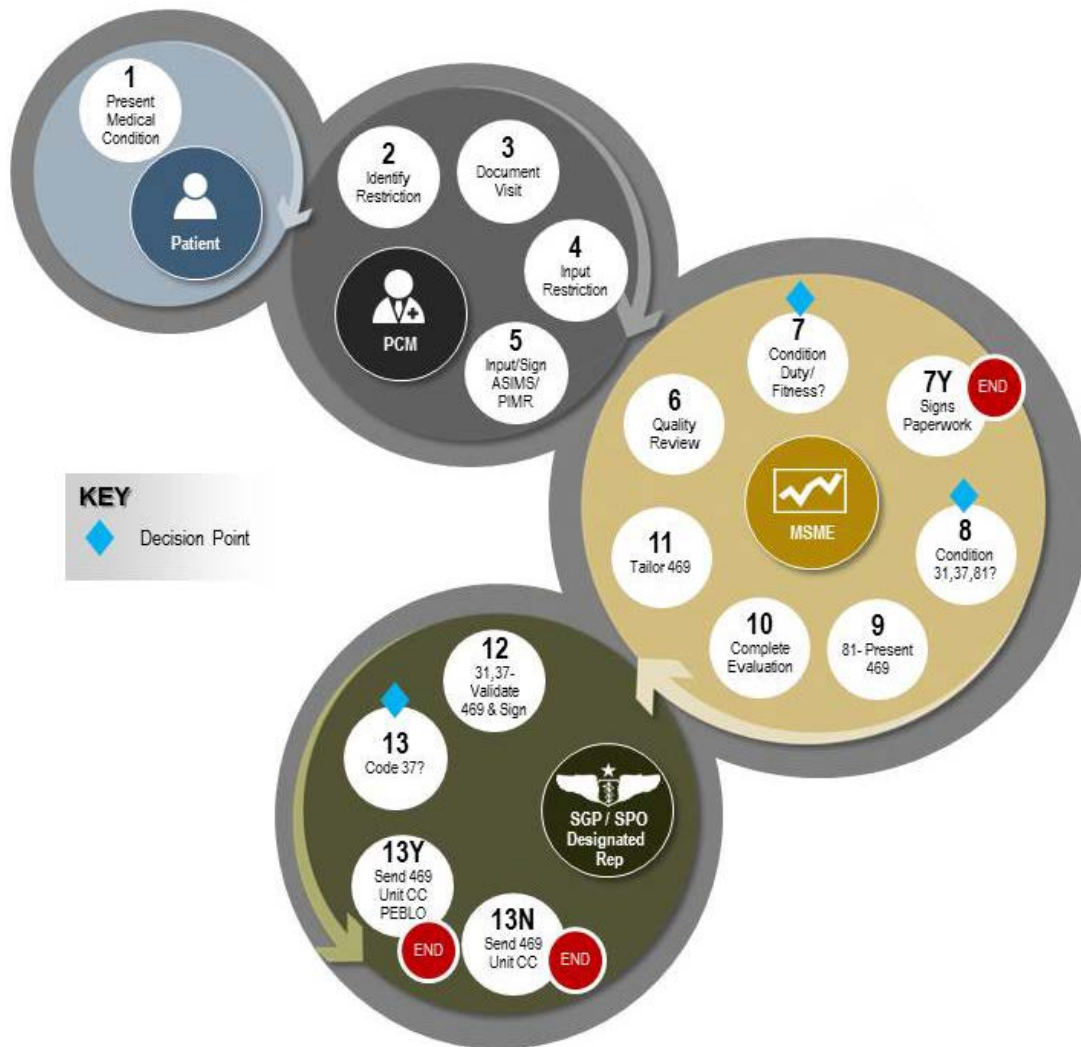 1
Present
Medical
Condition
Patient
2
Identify
Restriction
3
Document
Visit
4
Input
Restriction
5
Input/Sign
ASIMS/
PIMR
PCM
6
Quality
Review
7
Condition
Duty/
Fitness?
7Y
Signs
Paperwork
END
8
Condition
31,37,81?
9
81- Present
469
10
Complete
Evaluation
11
Tailor 469
MSME
KEY
Decision Point
12
31,37-
Validate
469 & Sign
13
Code 37?
13Y
Send 469
Unit CC
PEBLO
END
13N
Send 469
Unit CC
END
SGP / SPO
Designated
Rep